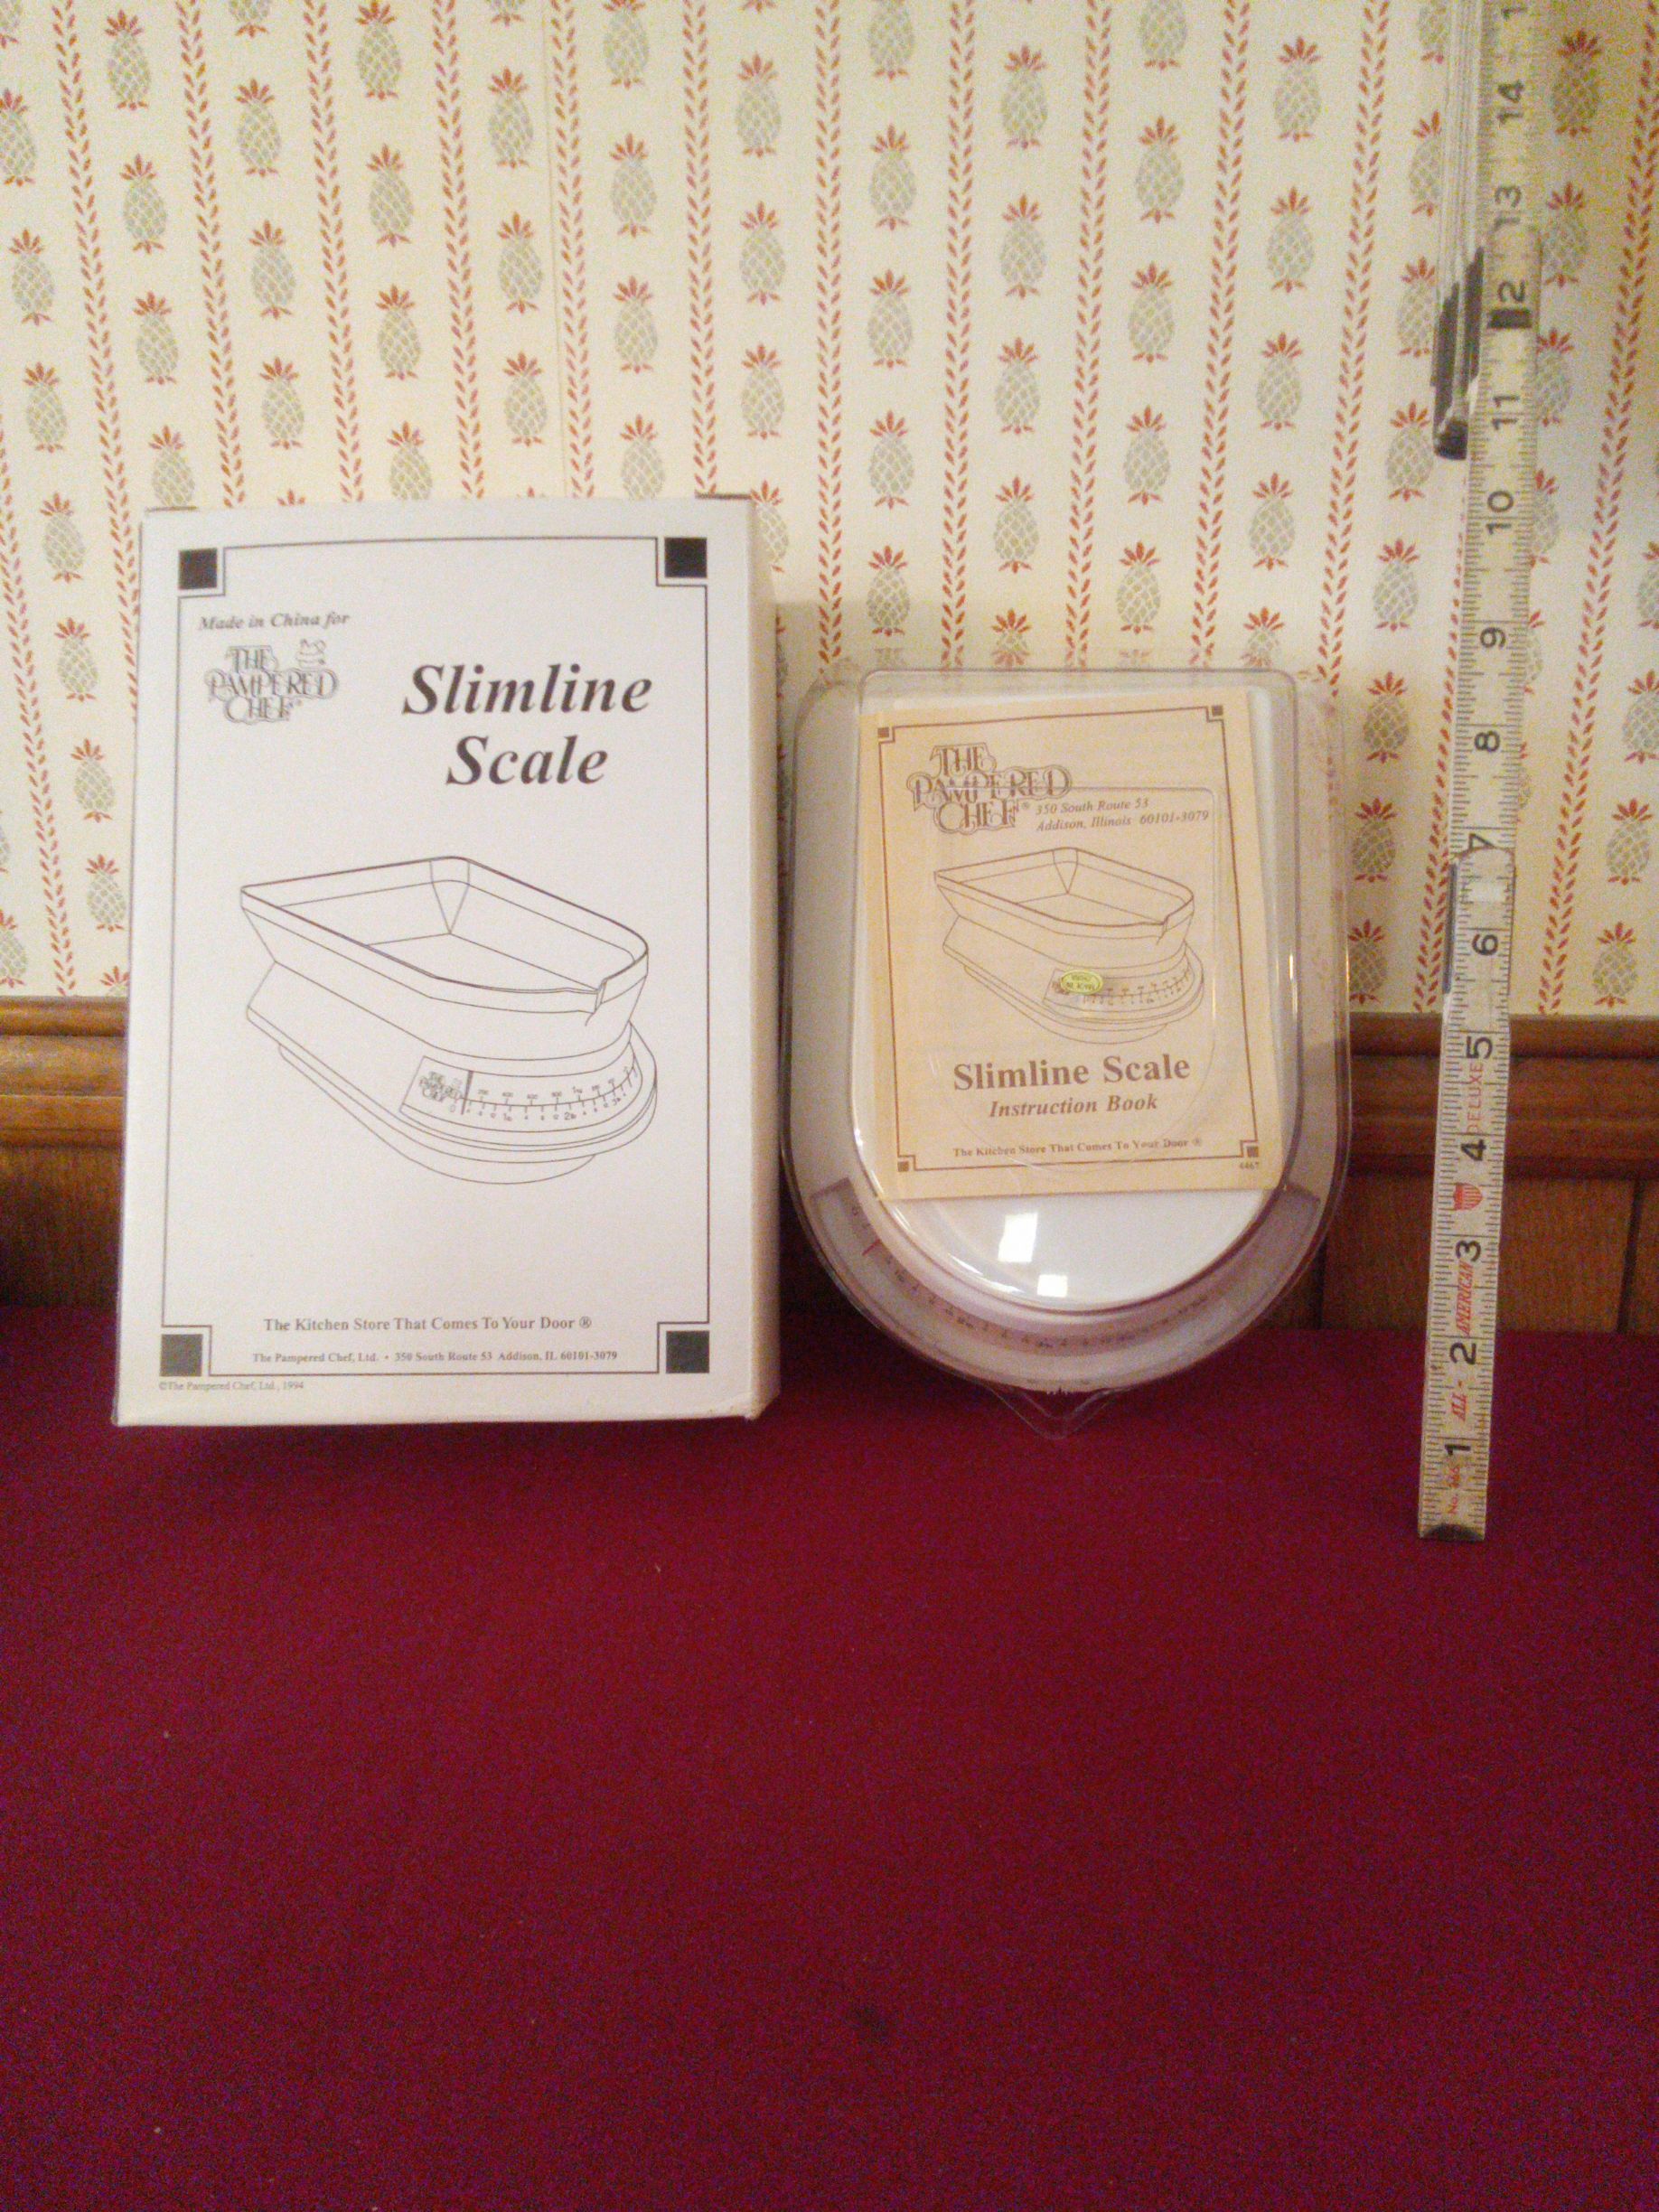 Made in China for
THE
PAMPERED
CHEF®
Slimline
Scale
The Kitchen Store That Comes To Your Door ®
The Pampered Chef, Ltd. • 350 South Route 53 Addison, IL 60101-3079
©The Pampered Chef, Ltd., 1994
THE
PAMPERED
CHEF®
350 South Route 53
Addison, Illinois 60101-3079
Slimline Scale
Instruction Book
The Kitchen Store That Comes To Your Door ®
14
13
12
11
10
9
8
7
6
5
DELUXE
4
3
AMERICAN
2
ALL-
1